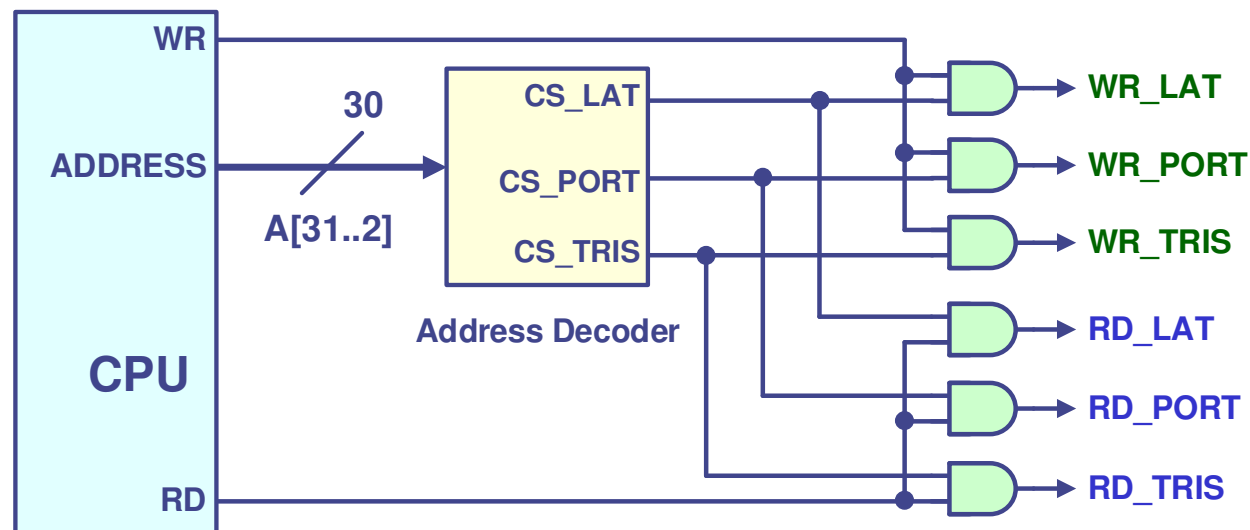 WR
ADDRESS
CPU
RD
30
A[31..2]
CS_LAT
CS_PORT
CS_TRIS
Address Decoder
WR_LAT
WR_PORT
WR_TRIS
RD_LAT
RD_PORT
RD_TRIS